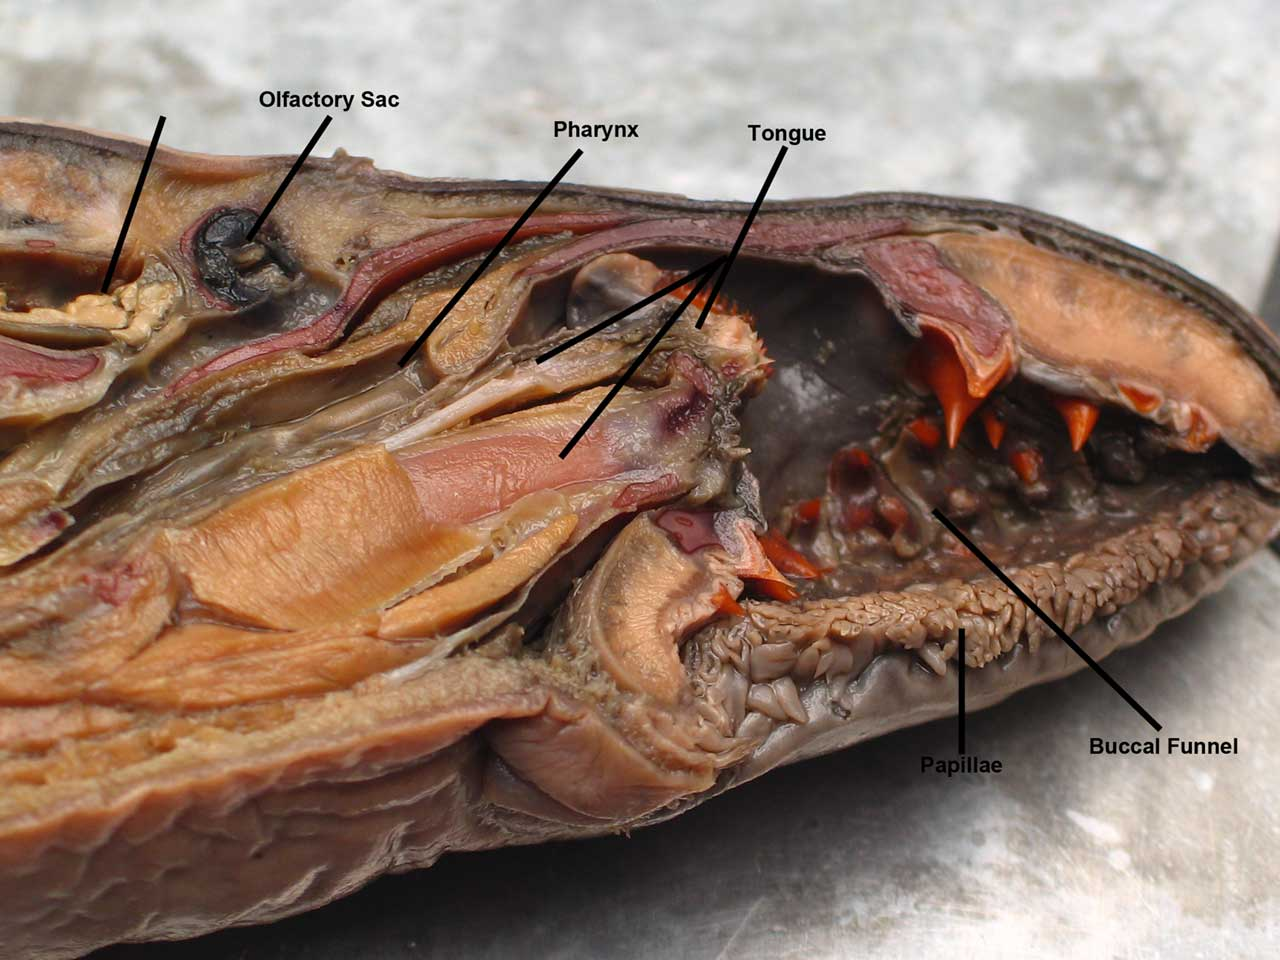 Olfactory Sac
Pharynx
Tongue
Buccal Funnel
Papillae